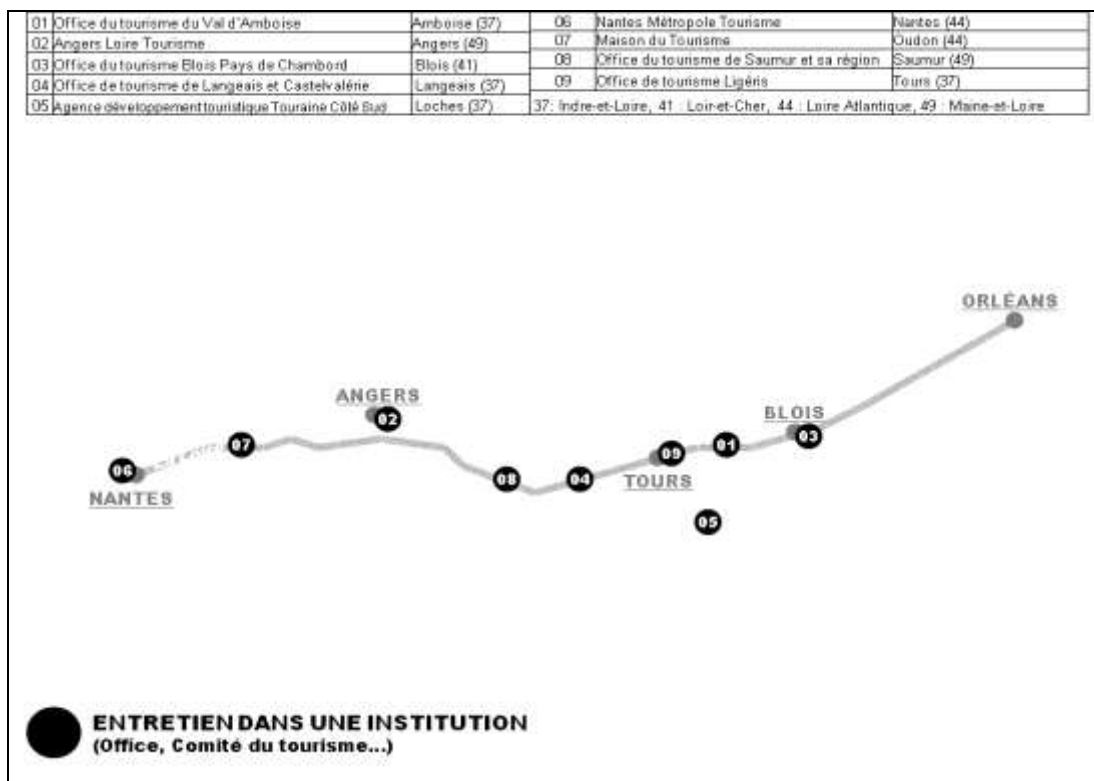 01 Office du tourisme du Val d'Amboise Amboise (37)
02 Angers Loire Tourisme Angers (49)
03 Office du tourisme Blois Pays de Chambord Blois (41)
04 Office de tourisme de Langeais et Castelvalérie Langeais (37)
05 Agence développement touristique Touraine Côté Sud Loches (37)
06 Nantes Métropole Tourisme Nantes (44)
07 Maison du Tourisme Oudon (44)
08 Office du tourisme de Saumur et sa région Saumur (49)
09 Office de tourisme Ligéris Tours (37)
37: Indre-et-Loire, 41 : Loir-et-Cher, 44 : Loire Atlantique, 49 : Maine-et-Loire
ORLÉANS
ANGERS
02
BLOIS
03
07
01
09
06
08
04
TOURS
NANTES
05
ENTRETIEN DANS UNE INSTITUTION
(Office, Comité du tourisme...)